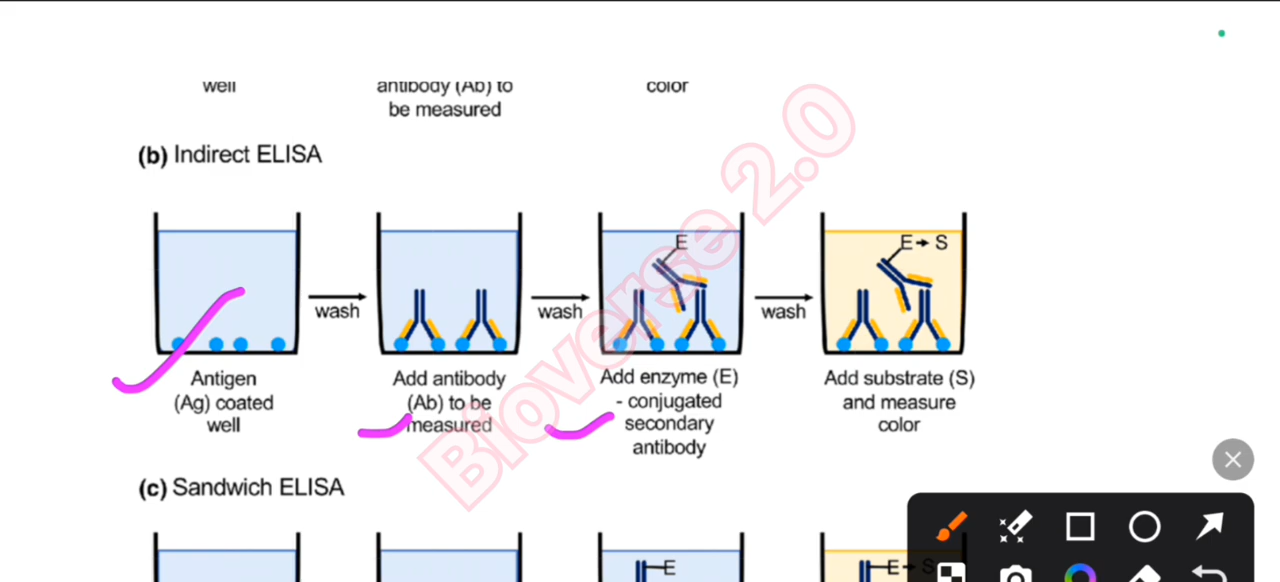 well
antibody (Ab) to
be measured
color
(b) Indirect ELISA
E
E→ S
wash
wash
wash
Antigen
(Ag) coated
well
Add antibody
(Ab) to be
measured
Add enzyme (E)
- conjugated
secondary
antibody
Add substrate (S)
and measure
color
(c) Sandwich ELISA
E
E→ S
Bioverse 2.0